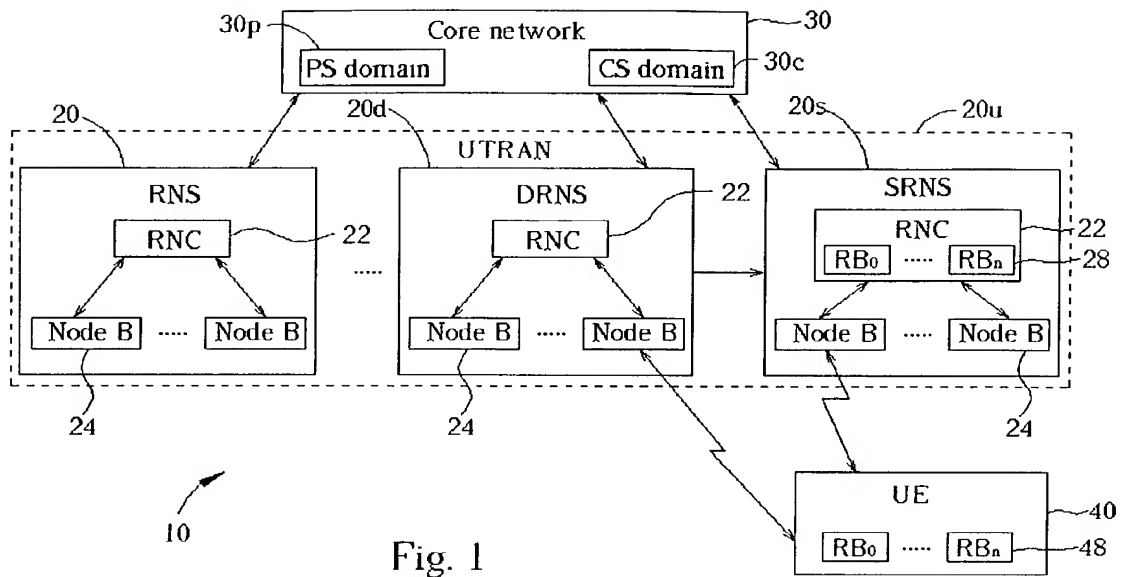 30p
Core network
30
PS domain
CS domain
30c
20
20d
20s
20u
UTRAN
RNS
DRNS
SRNS
RNC
22
RNC
22
RNC
22
RB0 ..... RBn
28
.....
Node B ..... Node B
Node B ..... Node B
Node B ..... Node B
24
24
24
10
UE
40
RB0 ..... RBn
48
Fig. 1